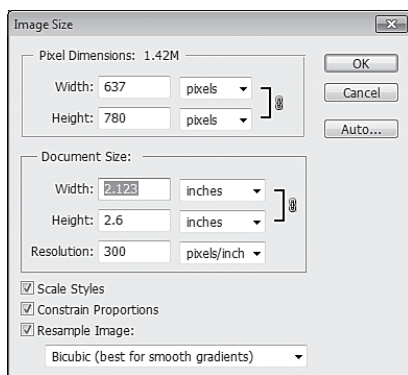 Image Size
Pixel Dimensions: 1.42M
Width: 637 pixels
Height: 780 pixels
OK
Cancel
Auto...
Document Size:
Width: 2.123 inches
Height: 2.6 inches
Resolution: 300 pixels/inch
Scale Styles
Constrain Proportions
Resample Image:
Bicubic (best for smooth gradients)